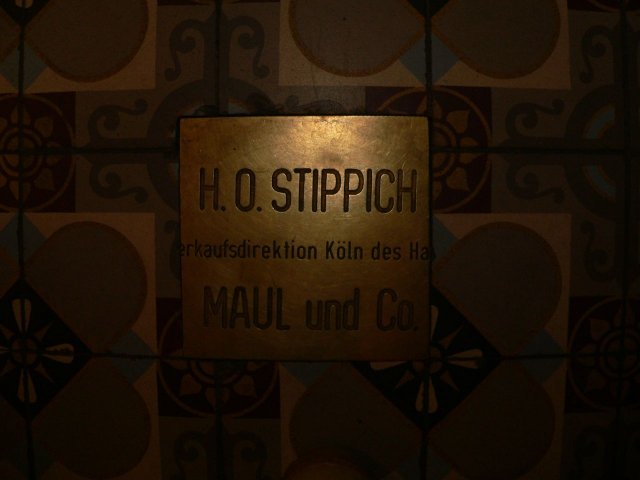 H. O. STIPPICH
erkaufsdirektion Köln des Ha
MAUL und Co.